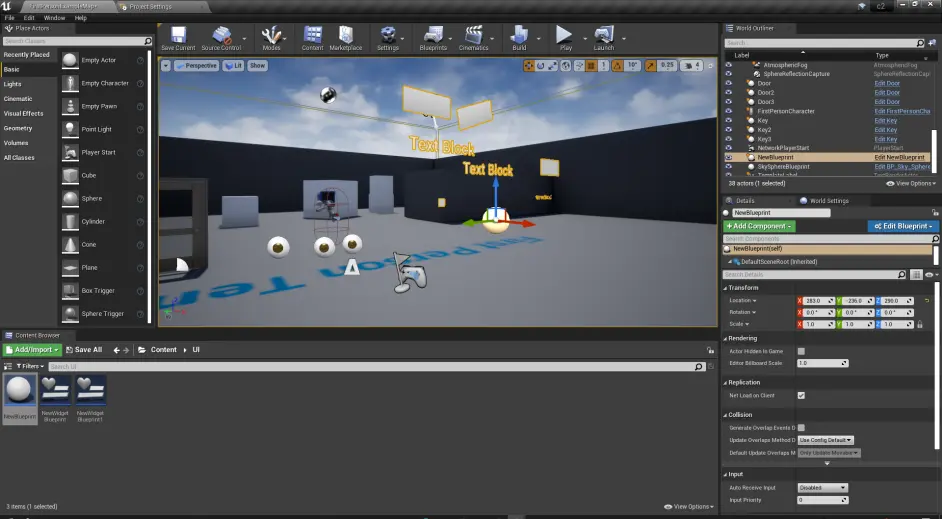 Project Settings
c2
File Edit Window Help
Place Actors
Search Classes
Recently Placed
Basic
Lights
Cinematic
Visual Effects
Geometry
Volumes
All Classes
Empty Actor
Empty Character
Empty Pawn
Point Light
Player Start
Cube
Sphere
Cylinder
Cone
Plane
Box Trigger
Sphere Trigger
Save Current Source Control Modes Content Marketplace Settings Blueprints Cinematics Build Play Launch
Perspective Lit Show
10° 0.25 4
Text Block
Text Block
World Outliner
Search
Label Type
AtmosphericFog AtmosphericFog
SphereReflectionCapture SphereReflectionCap
Door Edit Door
Door2 Edit Door
Door3 Edit Door
FirstPersonCharacter Edit FirstPersonCha
Key Edit Key
Key2 Edit Key
Key3 Edit Key
NetworkPlayerStart PlayerStart
NewBlueprint Edit NewBlueprint
SkySphereBlueprint Edit BP_Sky_Sphere
38 actors (1 selected) View Options
Details World Settings
NewBlueprint
+ Add Component Edit Blueprint
Search Components
NewBlueprint(self)
DefaultSceneRoot (Inherited)
Search Details
Transform
Location X 283.0 Y -236.0 Z 290.0
Rotation X 0.0° Y 0.0° Z 0.0°
Scale X 1.0 Y 1.0 Z 1.0
Rendering
Actor Hidden In Game
Editor Billboard Scale 1.0
Replication
Net Load on Client
Collision
Generate Overlap Events D
Update Overlaps Method D Use Config Default
Default Update Overlaps M Only Update Movable
Input
Auto Receive Input Disabled
Input Priority 0
Content Browser
Add/Import Save All Content UI
Filters Search UI
NewBlueprint
NewWidget
Blueprint
NewWidget
Blueprint1
3 items (1 selected) View Options